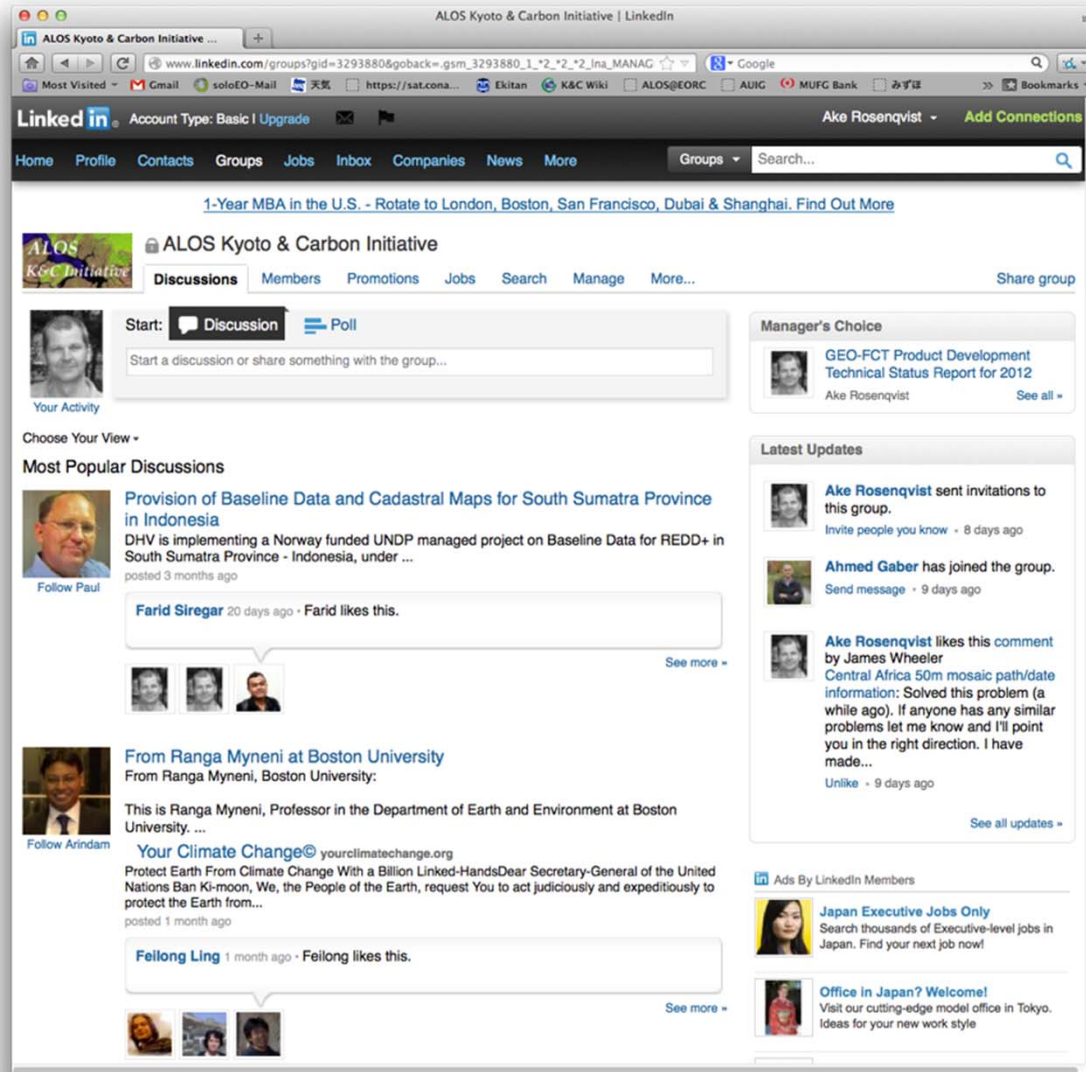 ALOS Kyoto & Carbon Initiative | LinkedIn
in ALOS Kyoto & Carbon Initiative ... +
www.linkedin.com/groups?gid=3293880&goback=.gsm_3293880_1_*2_*2_*2_lna_MANAG Google
Most Visited Gmail soloEO-Mail 天気 https://sat.cona... Ekitan K&C Wiki ALOS@EORC AUIG MUFG Bank みずほ » Bookmarks
Linked in Account Type: Basic | Upgrade Ake Rosenqvist Add Connections
Home Profile Contacts Groups Jobs Inbox Companies News More Groups Search...
1-Year MBA in the U.S. - Rotate to London, Boston, San Francisco, Dubai & Shanghai. Find Out More
ALOS
K&C Initiative
ALOS Kyoto & Carbon Initiative
Discussions Members Promotions Jobs Search Manage More... Share group
Start: Discussion Poll
Start a discussion or share something with the group...
Your Activity
Choose Your View
Most Popular Discussions
Provision of Baseline Data and Cadastral Maps for South Sumatra Province
in Indonesia
DHV is implementing a Norway funded UNDP managed project on Baseline Data for REDD+ in
South Sumatra Province - Indonesia, under ...
posted 3 months ago
Follow Paul
Farid Siregar 20 days ago • Farid likes this.
See more »
From Ranga Myneni at Boston University
From Ranga Myneni, Boston University:
This is Ranga Myneni, Professor in the Department of Earth and Environment at Boston
University. ...
Follow Arindam
Your Climate Change© yourclimatechange.org
Protect Earth From Climate Change With a Billion Linked-HandsDear Secretary-General of the United
Nations Ban Ki-moon, We, the People of the Earth, request You to act judiciously and expeditiously to
protect the Earth from...
posted 1 month ago
Feilong Ling 1 month ago • Feilong likes this.
See more »
Manager's Choice
GEO-FCT Product Development
Technical Status Report for 2012
Ake Rosenqvist See all »
Latest Updates
Ake Rosenqvist sent invitations to
this group.
Invite people you know • 8 days ago
Ahmed Gaber has joined the group.
Send message • 9 days ago
Ake Rosenqvist likes this comment
by James Wheeler
Central Africa 50m mosaic path/date
information: Solved this problem (a
while ago). If anyone has any similar
problems let me know and I'll point
you in the right direction. I have
made...
Unlike • 9 days ago
See all updates »
in Ads By LinkedIn Members
Japan Executive Jobs Only
Search thousands of Executive-level jobs in
Japan. Find your next job now!
Office in Japan? Welcome!
Visit our cutting-edge model office in Tokyo.
Ideas for your new work style